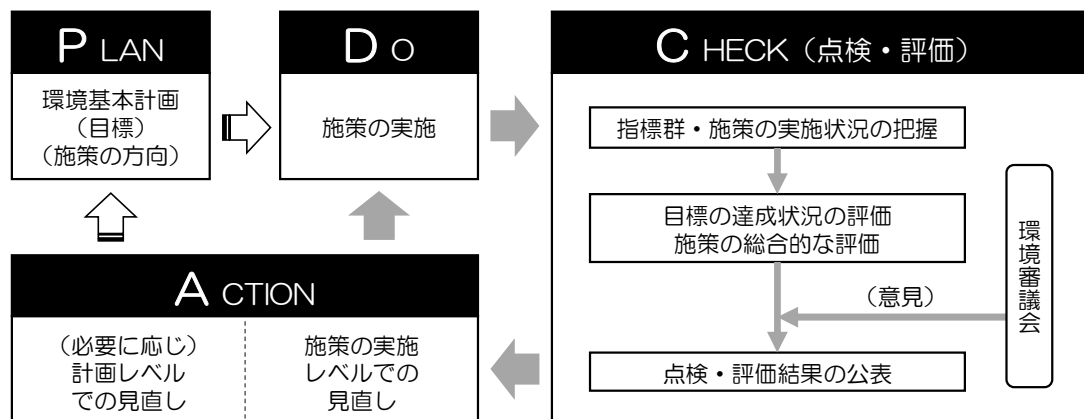 PLAN
環境基本計画
（目標）
（施策の方向）
DO
施策の実施
CHECK（点検・評価）
指標群・施策の実施状況の把握
目標の達成状況の評価
施策の総合的な評価
（意見）
環境審議会
点検・評価結果の公表
ACTION
（必要に応じ）
計画レベル
での見直し
施策の実施
レベルでの
見直し